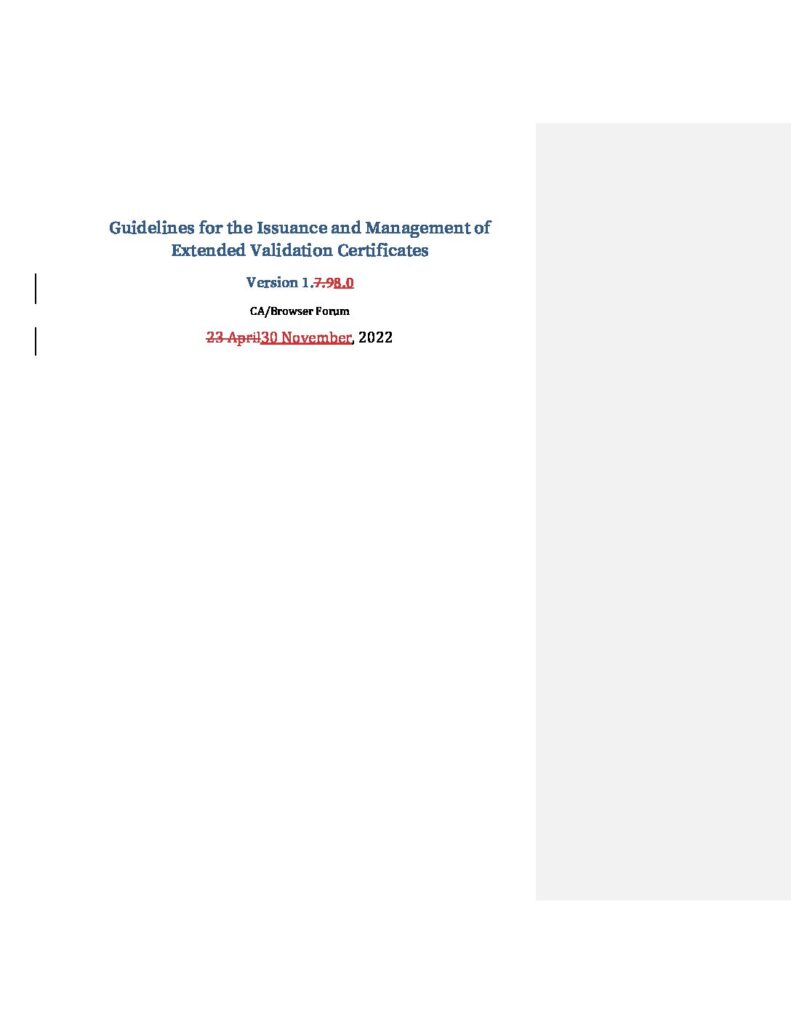 Guidelines for the Issuance and Management of
Extended Validation Certificates
Version 1.7.98.0
CA/Browser Forum
23 April30 November, 2022